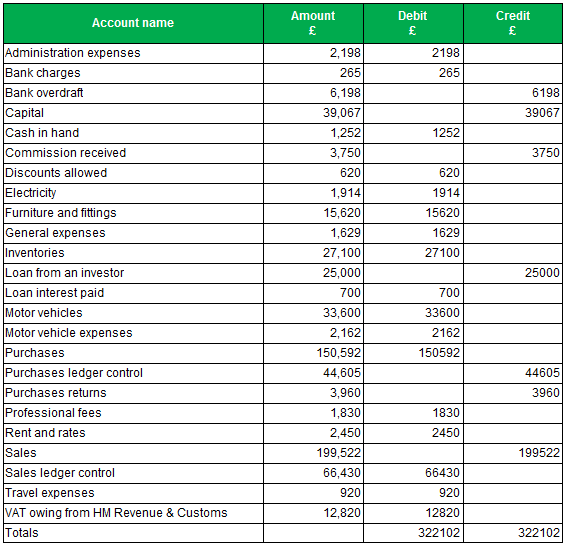 Account name Amount £ Debit £ Credit £
Administration expenses 2,198 2198
Bank charges 265 265
Bank overdraft 6,198 6198
Capital 39,067 39067
Cash in hand 1,252 1252
Commission received 3,750 3750
Discounts allowed 620 620
Electricity 1,914 1914
Furniture and fittings 15,620 15620
General expenses 1,629 1629
Inventories 27,100 27100
Loan from an investor 25,000 25000
Loan interest paid 700 700
Motor vehicles 33,600 33600
Motor vehicle expenses 2,162 2162
Purchases 150,592 150592
Purchases ledger control 44,605 44605
Purchases returns 3,960 3960
Professional fees 1,830 1830
Rent and rates 2,450 2450
Sales 199,522 199522
Sales ledger control 66,430 66430
Travel expenses 920 920
VAT owing from HM Revenue & Customs 12,820 12820
Totals 322102 322102